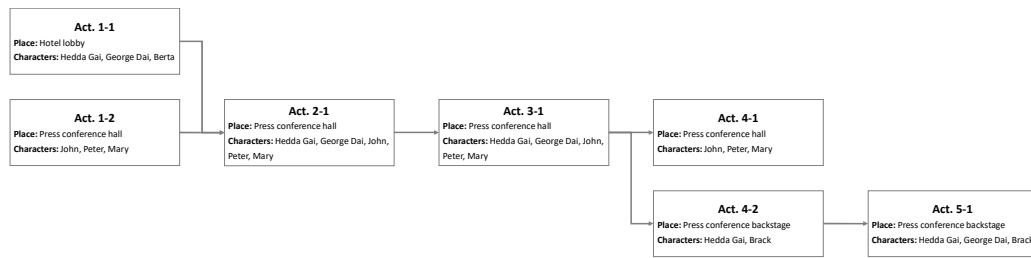 Act. 1-1
Place: Hotel lobby
Characters: Hedda Gai, George Dai, Berta
Act. 1-2
Place: Press conference hall
Characters: John, Peter, Mary
Act. 2-1
Place: Press conference hall
Characters: Hedda Gai, George Dai, John,
Peter, Mary
Act. 3-1
Place: Press conference hall
Characters: Hedda Gai, George Dai, John,
Peter, Mary
Act. 4-1
Place: Press conference hall
Characters: John, Peter, Mary
Act. 4-2
Place: Press conference backstage
Characters: Hedda Gai, Brack
Act. 5-1
Place: Press conference backstage
Characters: Hedda Gai, George Dai, Brack